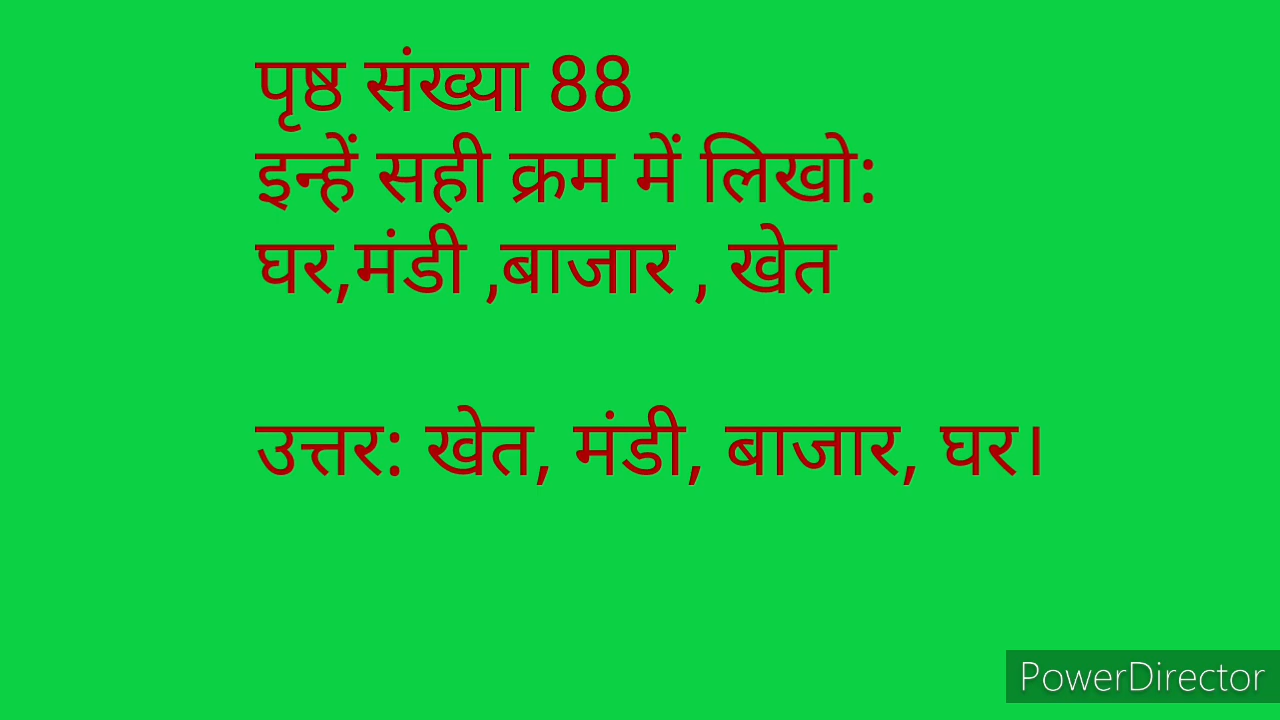 पृष्ठ संख्या 88
इन्हें सही क्रम में लिखो:
घर,मंडी ,बाजार , खेत
उत्तर: खेत, मंडी, बाजार, घर।
PowerDirector